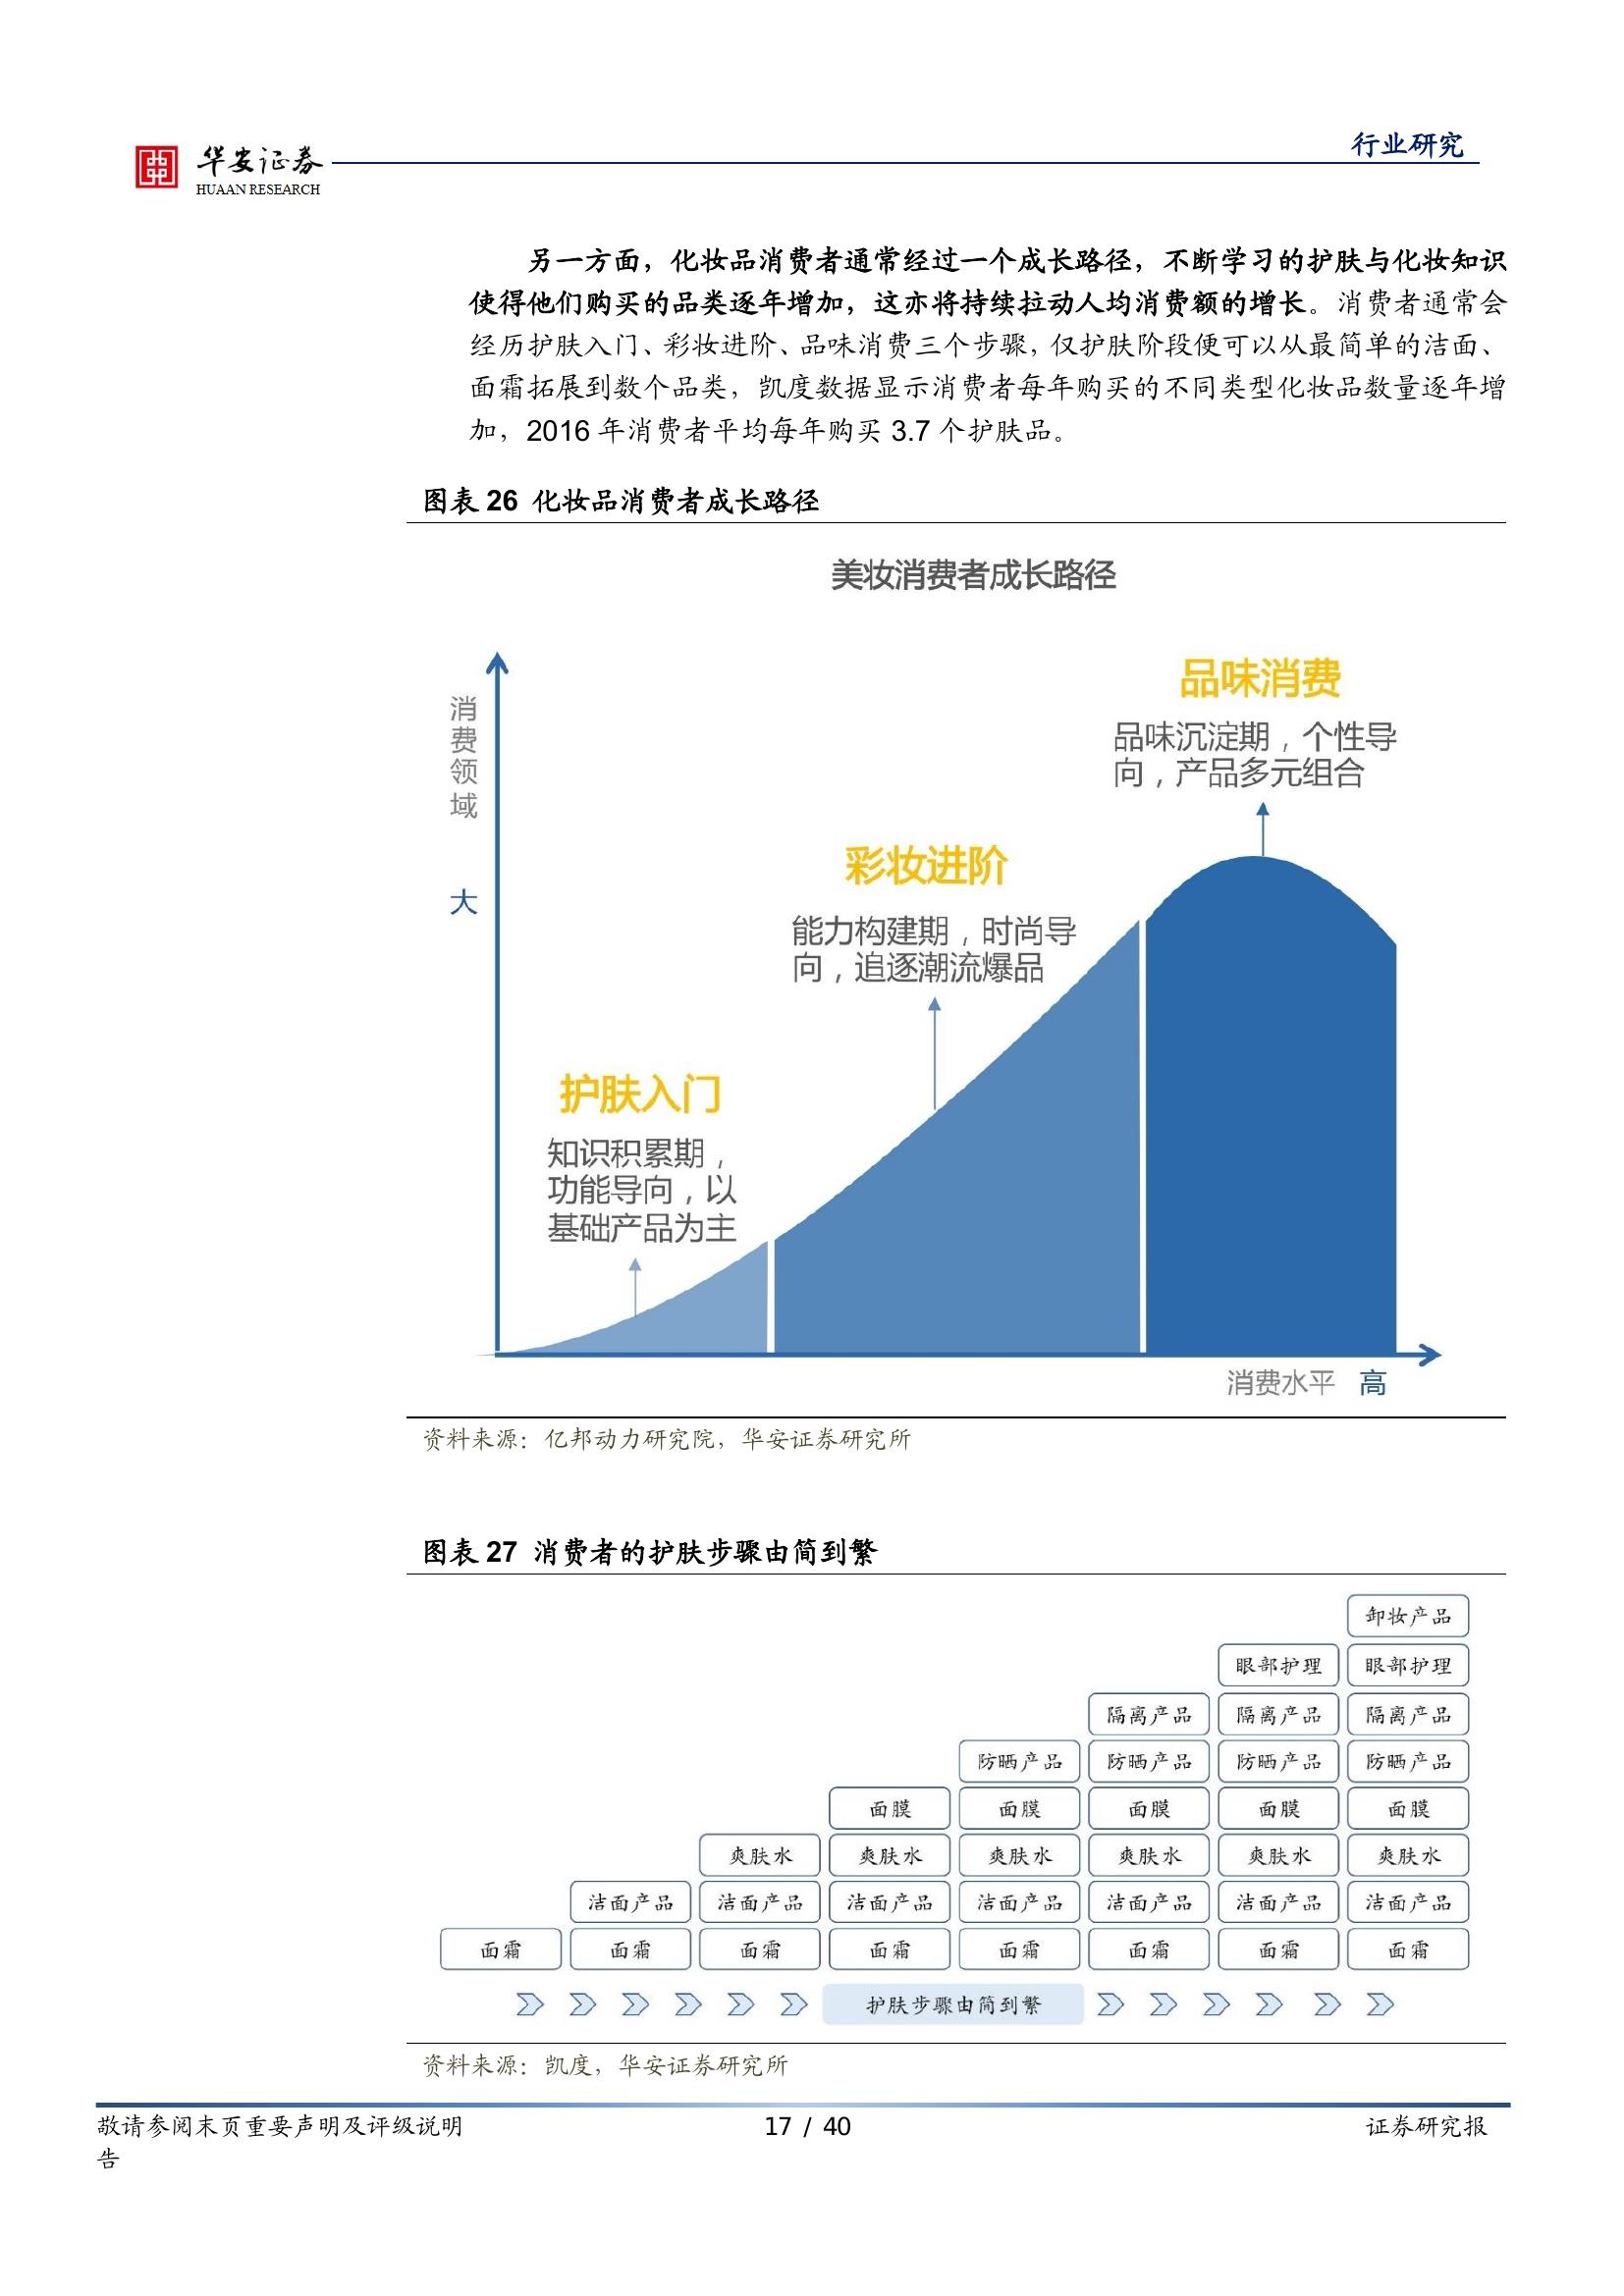 华安证券
HUAAN RESEARCH
行业研究
另一方面，化妆品消费者通常经过一个成长路径，不断学习的护肤与化妆知识
使得他们购买的品类逐年增加，这亦将持续拉动人均消费额的增长。消费者通常会
经历护肤入门、彩妆进阶、品味消费三个步骤，仅护肤阶段便可以从最简单的洁面、
面霜拓展到数个品类，凯度数据显示消费者每年购买的不同类型化妆品数量逐年增
加，2016 年消费者平均每年购买 3.7 个护肤品。
图表 26 化妆品消费者成长路径
美妆消费者成长路径
消费领域
大
品味消费
品味沉淀期，个性导
向，产品多元组合
彩妆进阶
能力构建期，时尚导
向，追逐潮流爆品
护肤入门
知识积累期，
功能导向，以
基础产品为主
消费水平 高
资料来源：亿邦动力研究院，华安证券研究所
图表 27 消费者的护肤步骤由简到繁
卸妆产品
眼部护理 眼部护理
隔离产品 隔离产品 隔离产品
防晒产品 防晒产品 防晒产品 防晒产品
面膜 面膜 面膜 面膜 面膜
爽肤水 爽肤水 爽肤水 爽肤水 爽肤水 爽肤水
洁面产品 洁面产品 洁面产品 洁面产品 洁面产品 洁面产品 洁面产品
面霜 面霜 面霜 面霜 面霜 面霜 面霜 面霜
护肤步骤由简到繁
资料来源：凯度，华安证券研究所
敬请参阅末页重要声明及评级说明 17 / 40 证券研究报
告